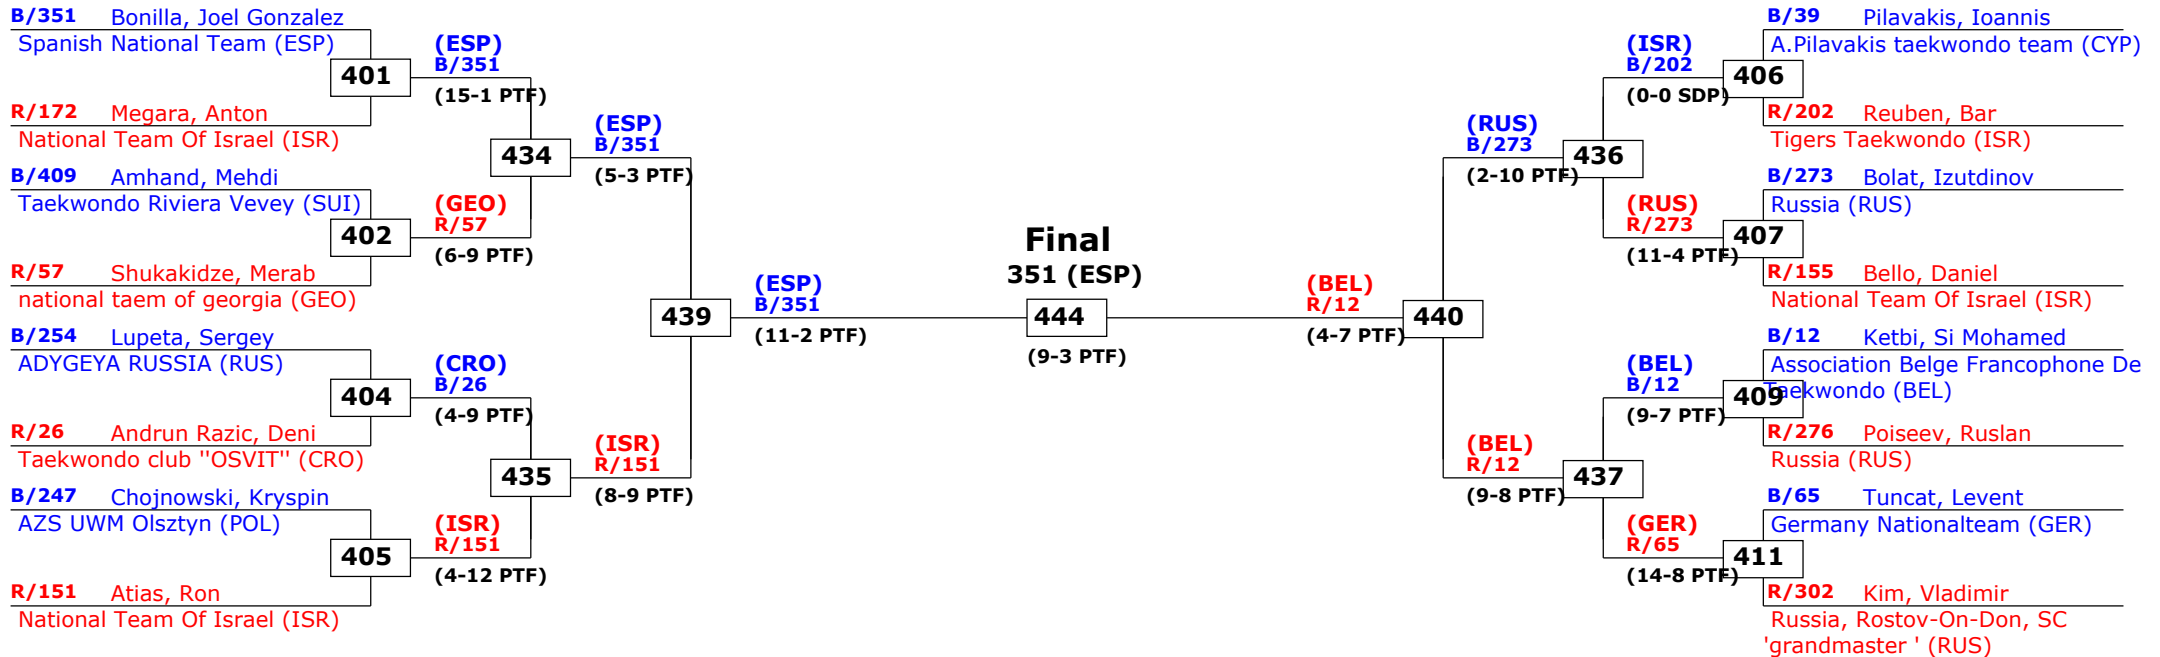 B/351 Bonilla, Joel Gonzalez
Spanish National Team (ESP)
401
R/172 Megara, Anton
National Team Of Israel (ISR)
B/409 Amhand, Mehdi
Taekwondo Riviera Vevey (SUI)
402
R/57 Shukakidze, Merab
national taem of georgia (GEO)
B/254 Lupeta, Sergey
ADYGEYA RUSSIA (RUS)
404
R/26 Andrun Razic, Deni
Taekwondo club "OSVIT" (CRO)
B/247 Chojnowski, Kryspin
AZS UWM Olsztyn (POL)
405
R/151 Atias, Ron
National Team Of Israel (ISR)
(ESP)
B/351
(15-1 PTF)
434
(GEO)
R/57
(6-9 PTF)
(CRO)
B/26
(4-9 PTF)
435
(ISR)
R/151
(4-12 PTF)
(ESP)
B/351
(5-3 PTF)
439
(ISR)
R/151
(8-9 PTF)
(ESP)
B/351
(11-2 PTF)
Final
351 (ESP)
444
(9-3 PTF)
(BEL)
R/12
(4-7 PTF)
440
(RUS)
B/273
(2-10 PTF)
436
(BEL)
R/12
(9-8 PTF)
437
(ISR)
B/202
(0-0 SDP)
(RUS)
R/273
(11-4 PTF)
(BEL)
B/12
(9-7 PTF)
(GER)
R/65
(14-8 PTF)
B/39 Pilavakis, Ioannis
A.Pilavakis taekwondo team (CYP)
406
R/202 Reuben, Bar
Tigers Taekwondo (ISR)
B/273 Bolat, Izutdinov
Russia (RUS)
407
R/155 Bello, Daniel
National Team Of Israel (ISR)
B/12 Ketbi, Si Mohamed
Association Belge Francophone De
Taekwondo (BEL)
409
R/276 Poiseev, Ruslan
Russia (RUS)
B/65 Tuncat, Levent
Germany Nationalteam (GER)
411
R/302 Kim, Vladimir
Russia, Rostov-On-Don, SC
'grandmaster ' (RUS)